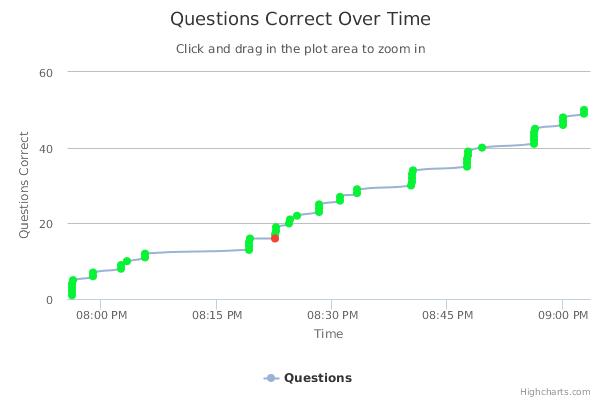 Questions Correct Over Time
Click and drag in the plot area to zoom in
Questions Correct
60
40
20
0
08:00 PM
08:15 PM
08:30 PM
08:45 PM
09:00 PM
Time
Questions
Highcharts.com